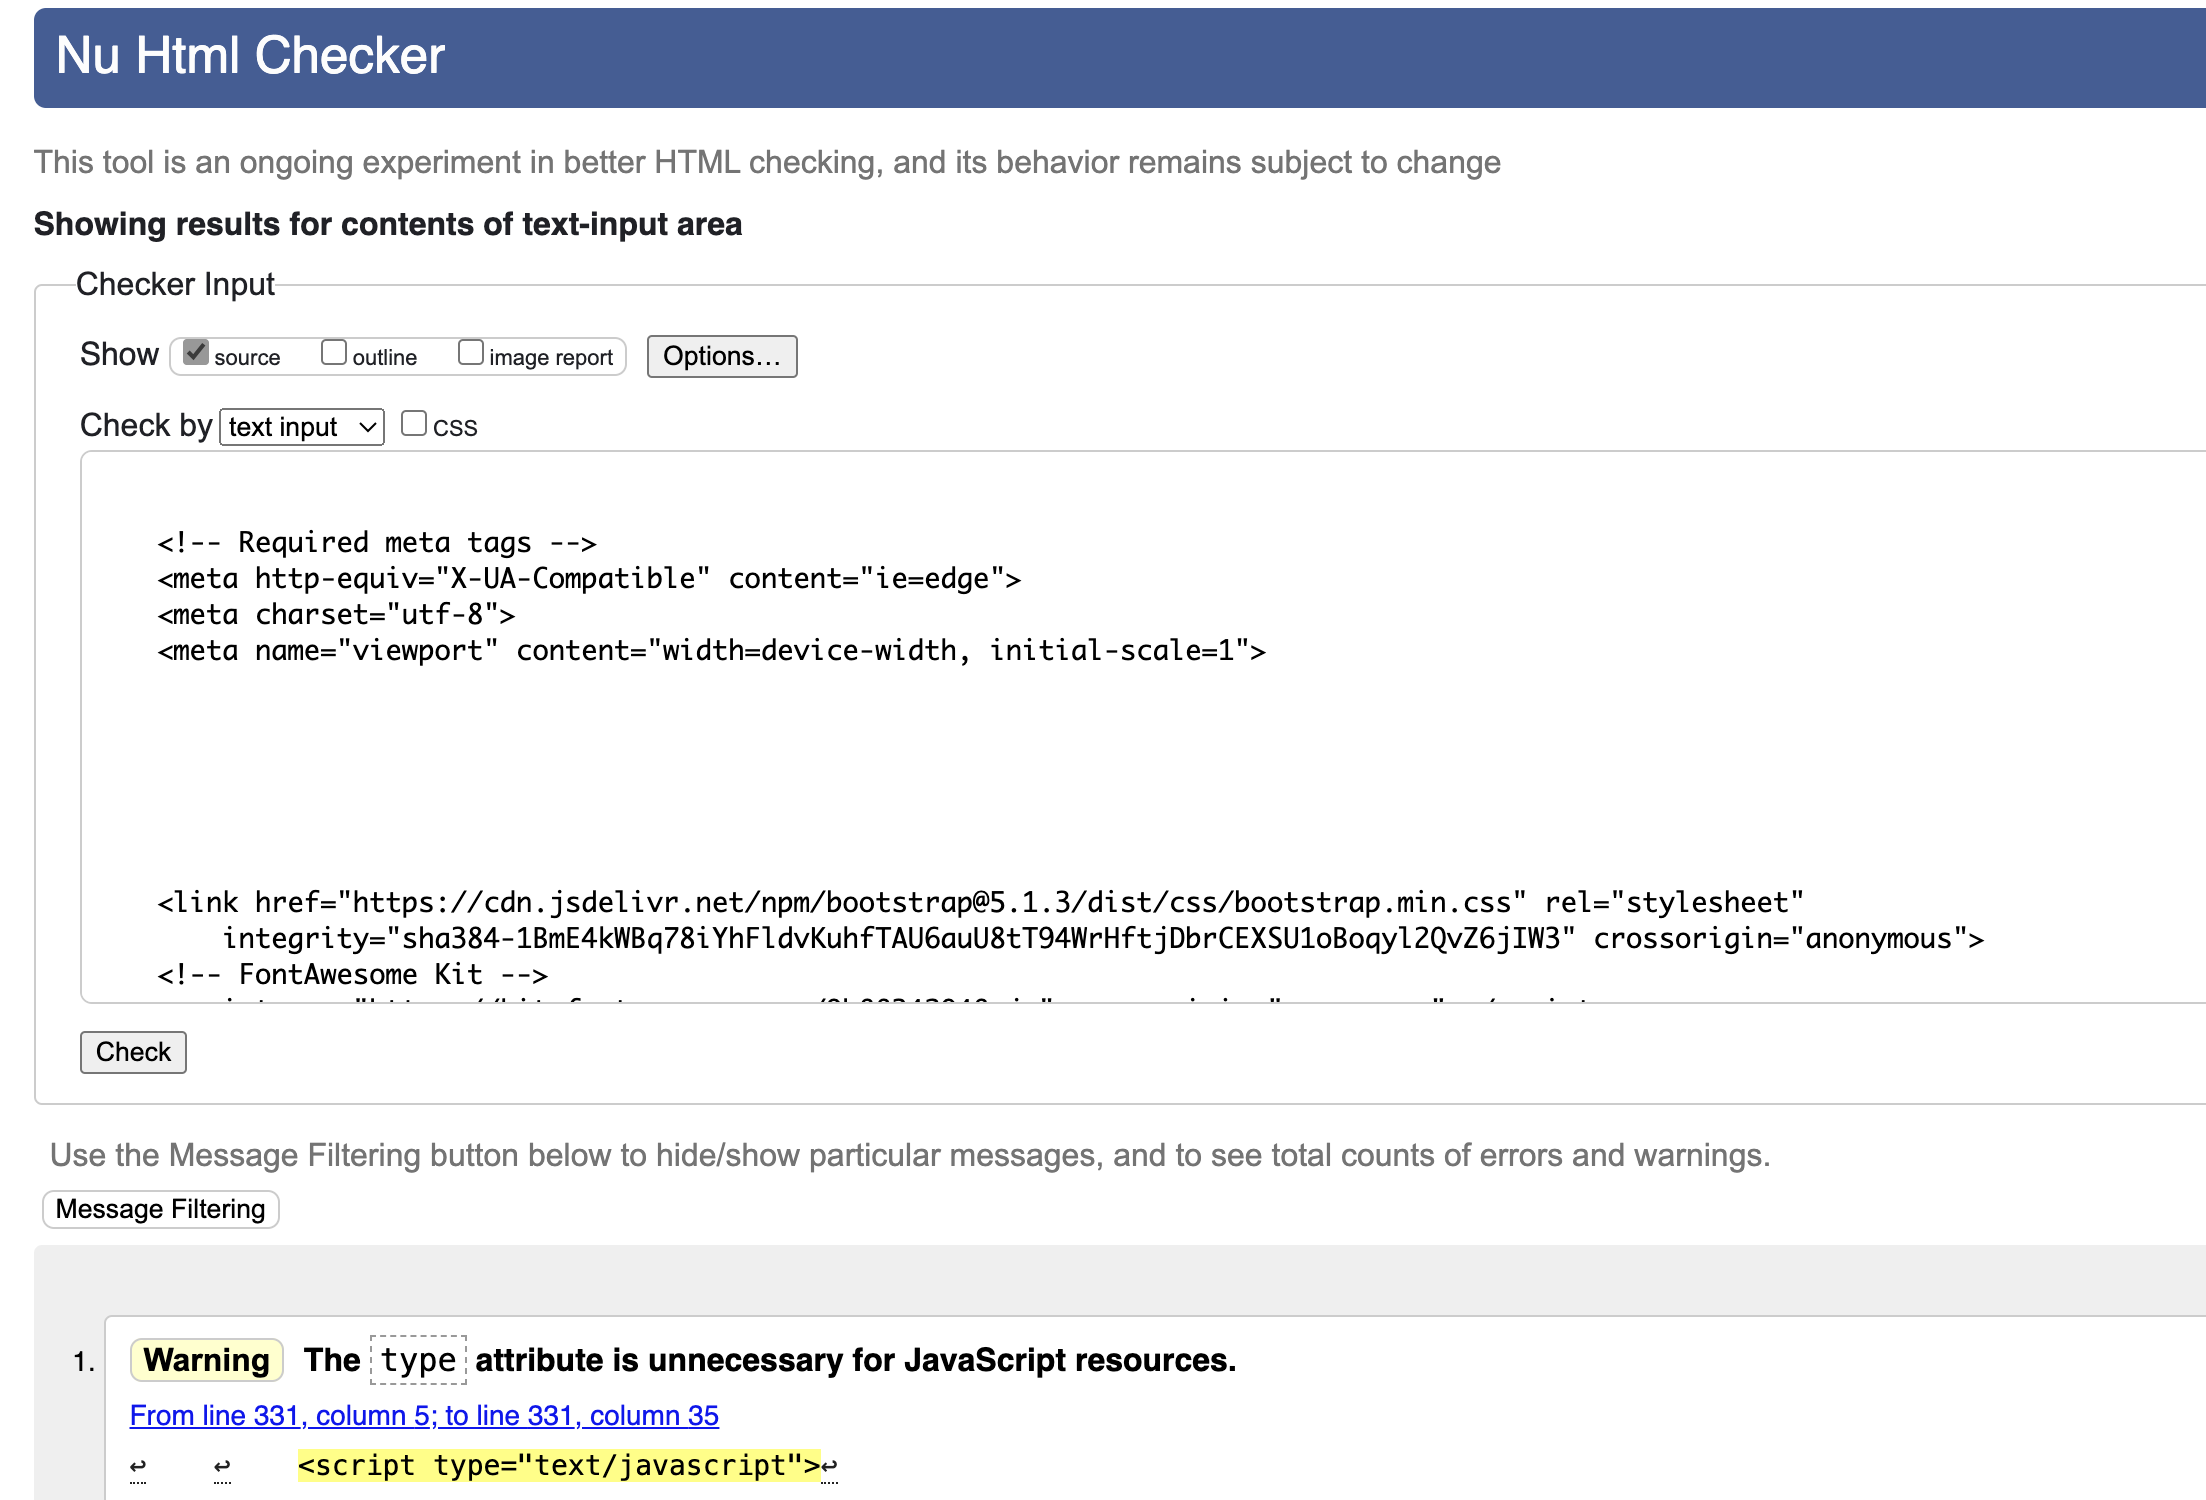 Nu Html Checker
This tool is an ongoing experiment in better HTML checking, and its behavior remains subject to change
Showing results for contents of text-input area
Checker Input
Show source outline image report Options…
Check by text input CSS
<!-- Required meta tags -->
<meta http-equiv="X-UA-Compatible" content="ie=edge">
<meta charset="utf-8">
<meta name="viewport" content="width=device-width, initial-scale=1">
<link href="https://cdn.jsdelivr.net/npm/bootstrap@5.1.3/dist/css/bootstrap.min.css" rel="stylesheet"
integrity="sha384-1BmE4kWBq78iYhFldvKuhfTAU6auU8tT94WrHftjDbrCEXSU1oBoqyl2QvZ6jIW3" crossorigin="anonymous">
<!-- FontAwesome Kit -->
Check
Use the Message Filtering button below to hide/show particular messages, and to see total counts of errors and warnings.
Message Filtering
1. Warning The type attribute is unnecessary for JavaScript resources.
From line 331, column 5; to line 331, column 35
↩ ↩ <script type="text/javascript">↩